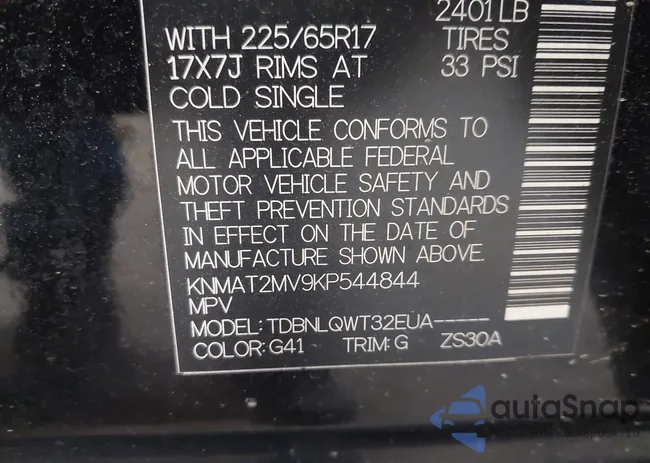 2401 LB
WITH 225/65R17 TIRES
17X7J RIMS AT 33 PSI
COLD SINGLE
THIS VEHICLE CONFORMS TO
ALL APPLICABLE FEDERAL
MOTOR VEHICLE SAFETY AND
THEFT PREVENTION STANDARDS
IN EFFECT ON THE DATE OF
MANUFACTURE SHOWN ABOVE.
KNMAT2MV9KP544844
MPV
MODEL: TDBNLQWT32EUA-----
COLOR: G41 TRIM: G ZS30A
autoSnap